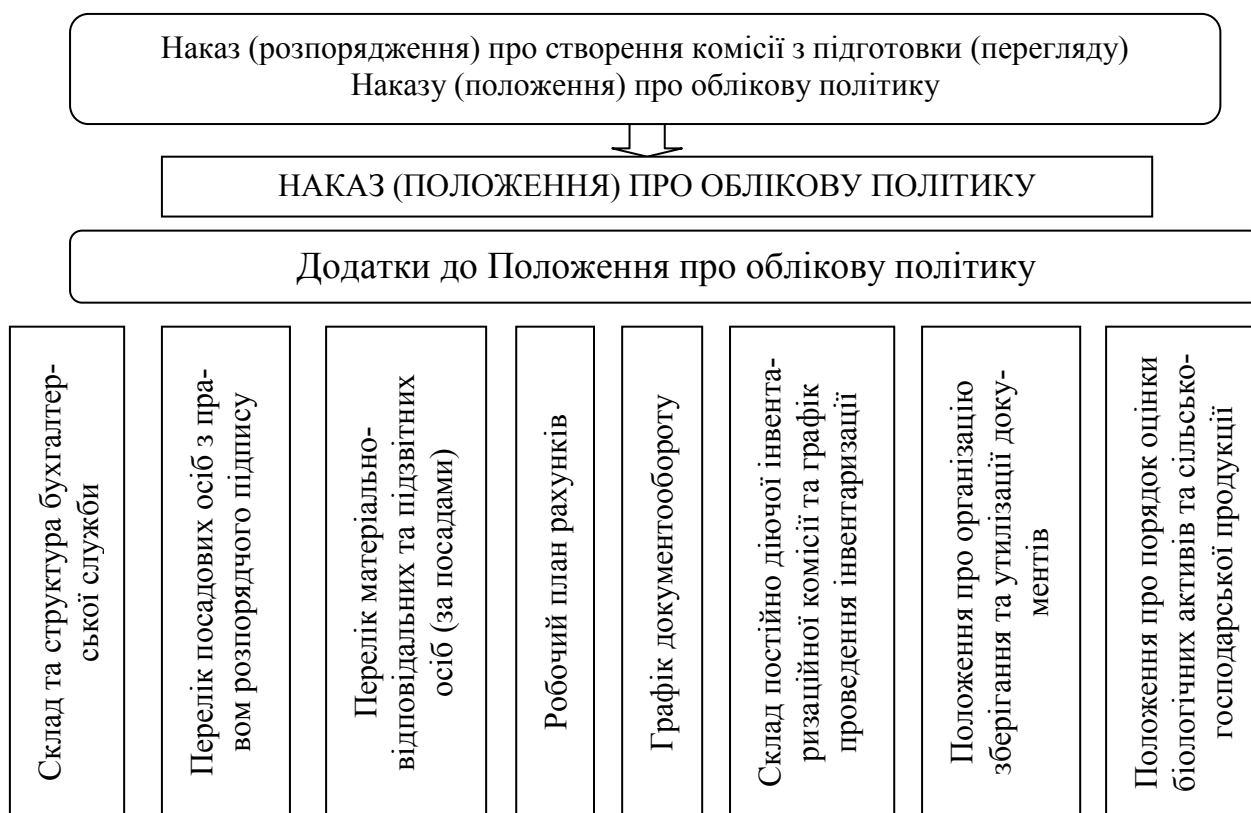 Наказ (розпорядження) про створення комісії з підготовки (перегляду)
Наказу (положення) про облікову політику
НАКАЗ (ПОЛОЖЕННЯ) ПРО ОБЛІКОВУ ПОЛІТИКУ
Додатки до Положення про облікову політику
Склад та структура бухгалтер-
ської служби
Перелік посадових осіб з пра-
вом розпорядчого підпису
Перелік матеріально-
відповідальних та підзвітних
осіб (за посадами)
Робочий план рахунків
Графік документообороту
Склад постійно діючої інвента-
ризаційної комісії та графік
проведення інвентаризації
Положення про організацію
зберігання та утилізації доку-
ментів
Положення про порядок оцінки
біологічних активів та сільсько-
господарської продукції